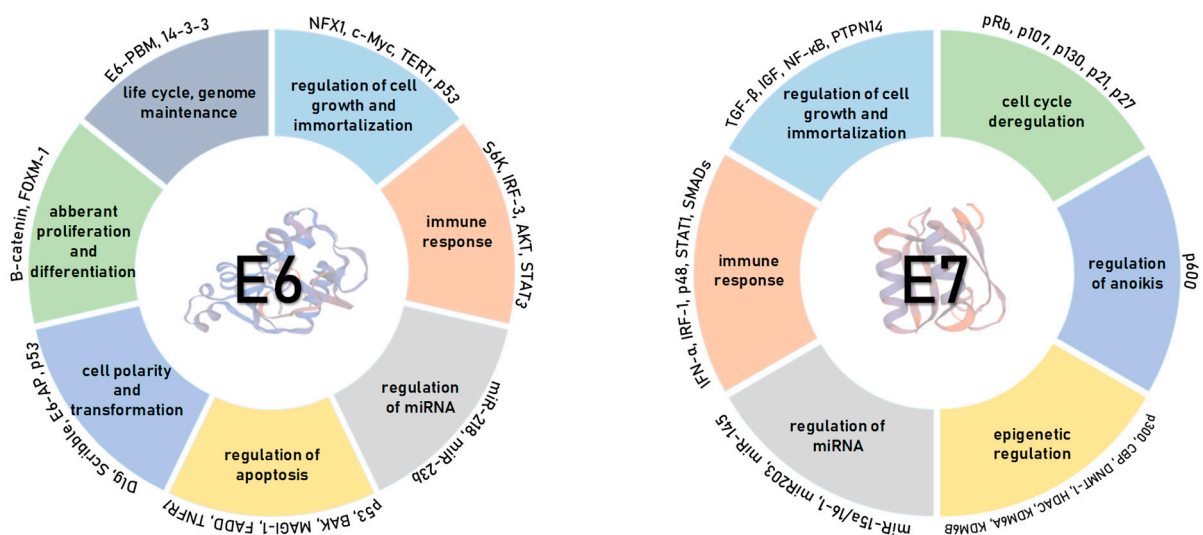 E6-PBM, 14-3-3
life cycle, genome
maintenance
NFX1, c-Myc, TERT, p53
regulation of cell
growth and
immortalization
S6K, IRF-3, AKT, STAT3
immune
response
miR-218, miR-23b
regulation
of miRNA
p53, BAK, MAGI-1, FADD, TNFR1
regulation of
apoptosis
Dlg, Scribble, E6-AP, p53
cell polarity
and
transformation
B-catenin, FOXM-1
abberant
proliferation
and
differentiation
E6
TGF-β, IGF, NF-κB, PTPN14
regulation of cell
growth and
immortalization
pRb, p107, p130, p21, p27
cell cycle
deregulation
p600
regulation
of anoikis
p300, CBP, DNMT-1, HDAC, KDM6A, KDM6B
epigenetic
regulation
miR-15a/16-1, miR203, miR-145
regulation of
miRNA
IFN-α, IRF-1, p48, STAT1, SMADs
immune
response
E7